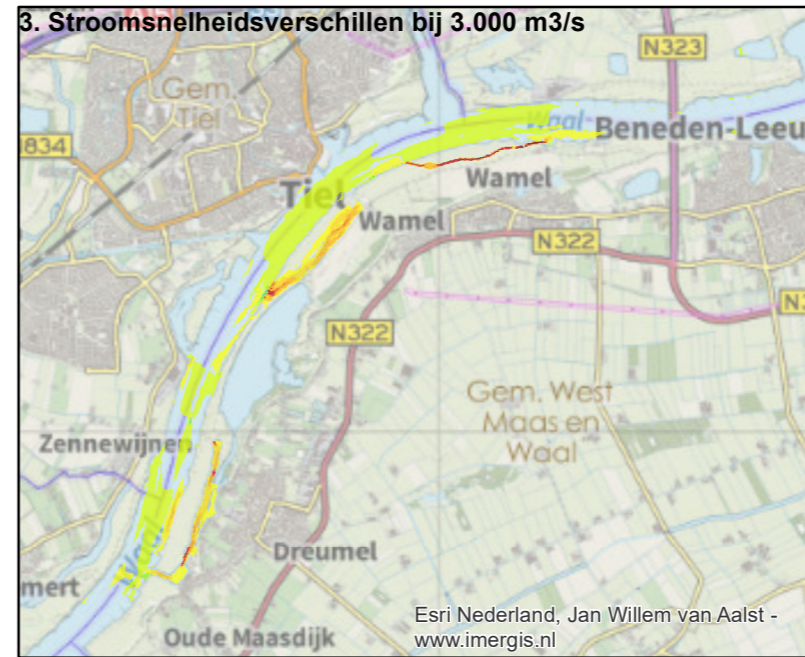 3. Stroomsnelheidsverschillen bij 3.000 m3/s
N323
Gem.
Tiel
Waal
Beneden-Leeu
834
Tiel
Wamel
Wamel
N322
N322
Gem. West
Maas en
Waal
Zennewijnen
Waal
Dreumel
mert
Esri Nederland, Jan Willem van Aalst -
www.imergis.nl
Oude Maasdijk